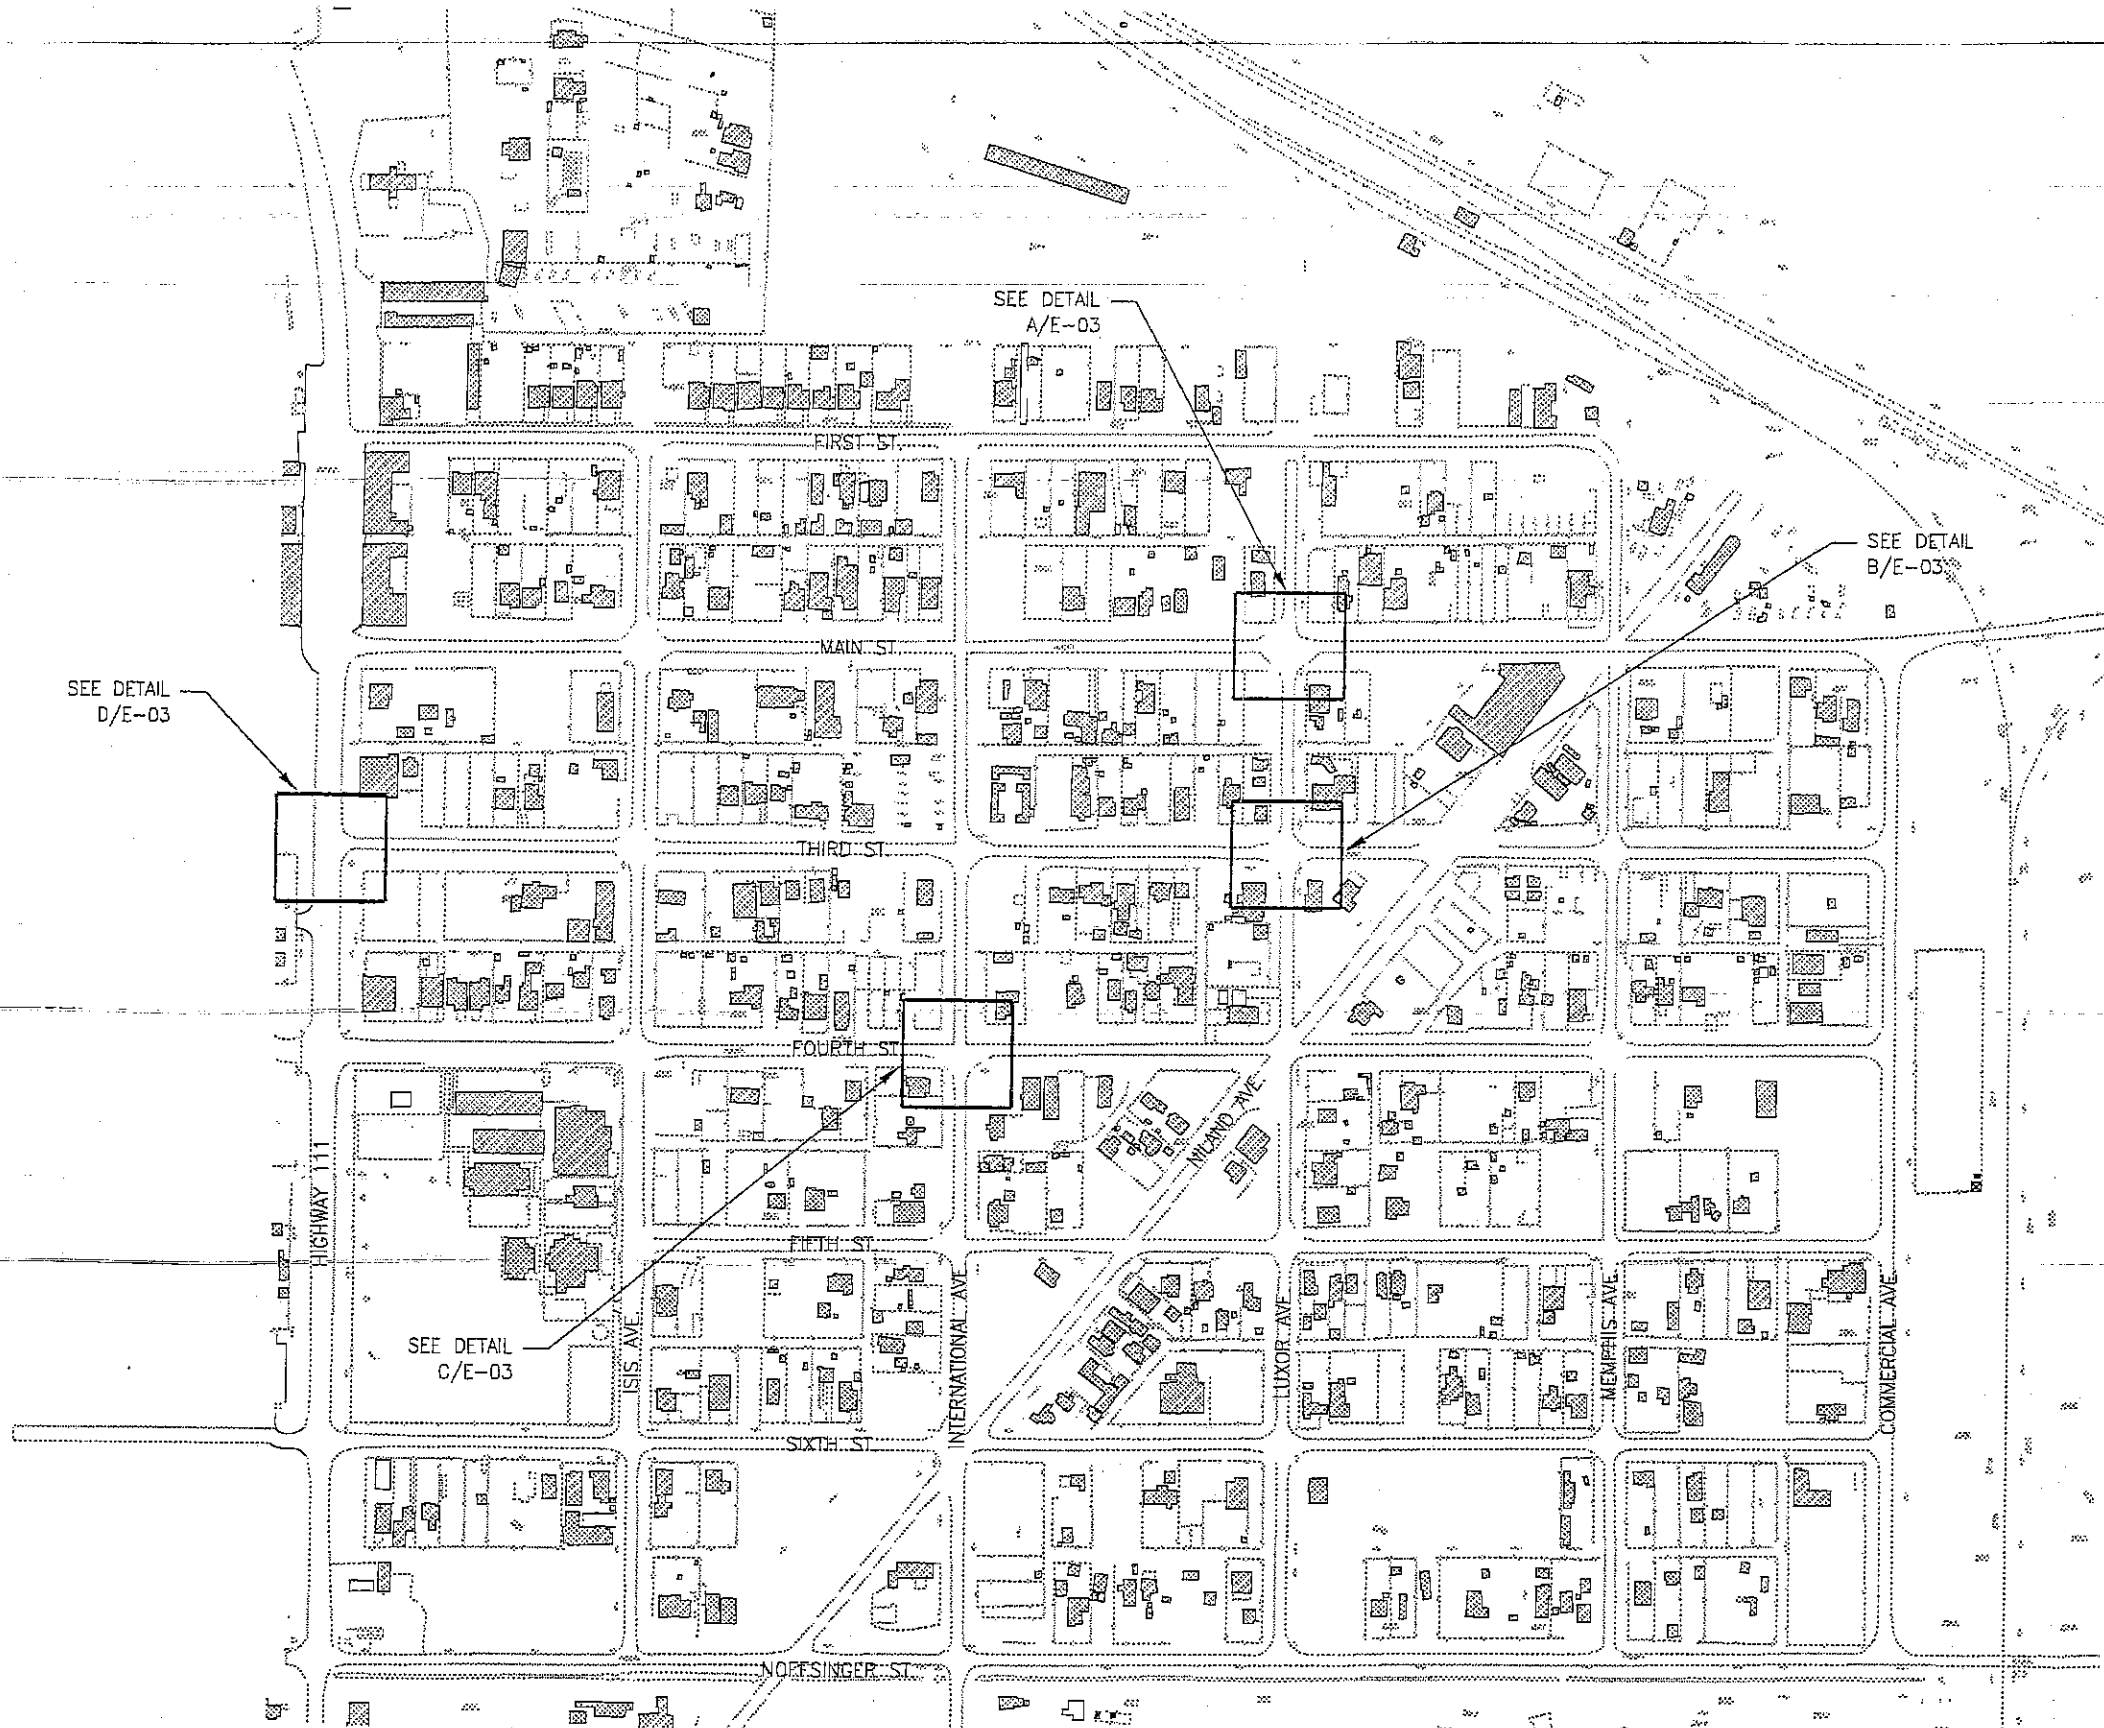 SEE DETAIL
A/E-03
FIRST ST.
SEE DETAIL
B/E-03
MAIN ST.
SEE DETAIL
D/E-03
THIRD ST.
FOURTH ST.
NILAND AVE.
HIGHWAY 111
FIFTH ST.
SEE DETAIL
C/E-03
ISIS AVE.
INTERNATIONAL AVE.
LUXOR AVE.
MEMPHIS AVE.
COMMERCIAL AVE.
SIXTH ST.
NOFFSINGER ST.